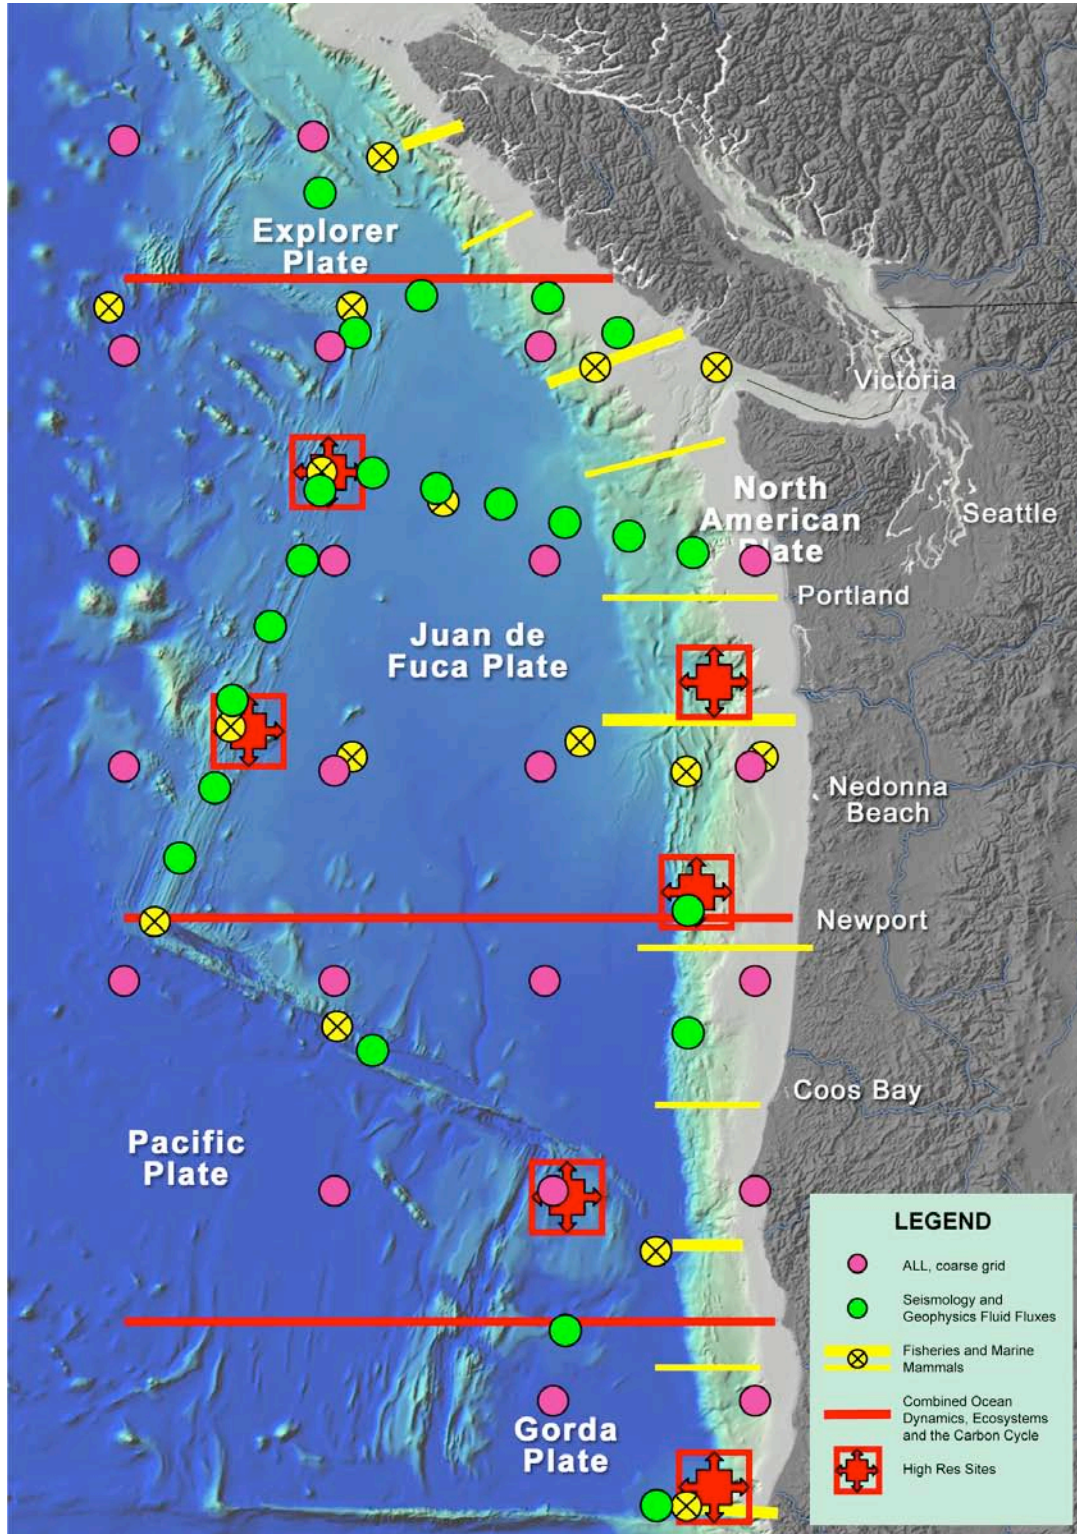 Explorer
Plate
Victoria
North
American
Plate
Seattle
Portland
Juan de
Fuca Plate
Nedonna
Beach
Newport
Coos Bay
Pacific
Plate
Gorda
Plate
LEGEND
ALL, coarse grid
Seismology and
Geophysics Fluid Fluxes
Fisheries and Marine
Mammals
Combined Ocean
Dynamics, Ecosystems
and the Carbon Cycle
High Res Sites